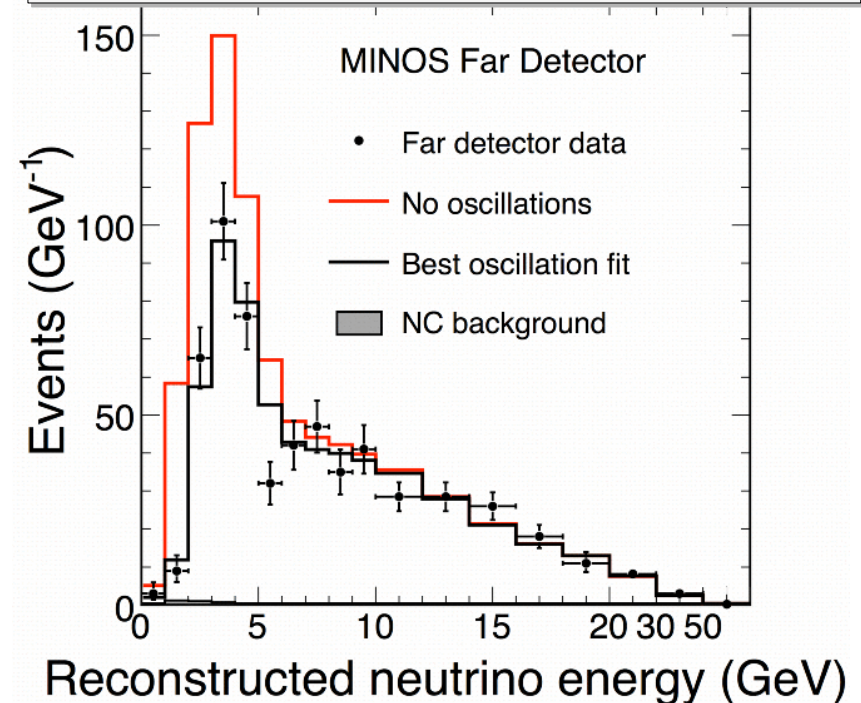 150
100
50
0
Events (GeV-1)
MINOS Far Detector
Far detector data
No oscillations
Best oscillation fit
NC background
0 5 10 15 20 30 50
Reconstructed neutrino energy (GeV)